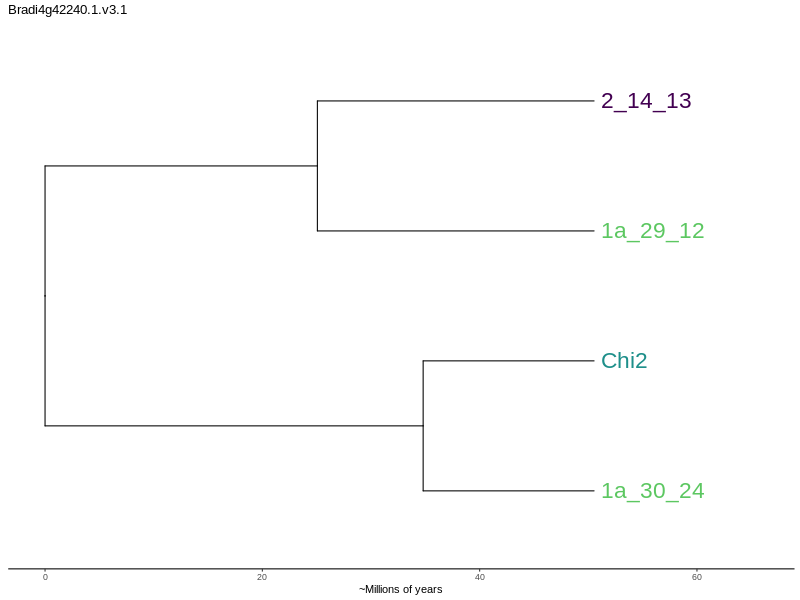 Bradi4g42240.1.v3.1
2_14_13
1a_29_12
Chi2
1a_30_24
0
20
40
60
~Millions of years